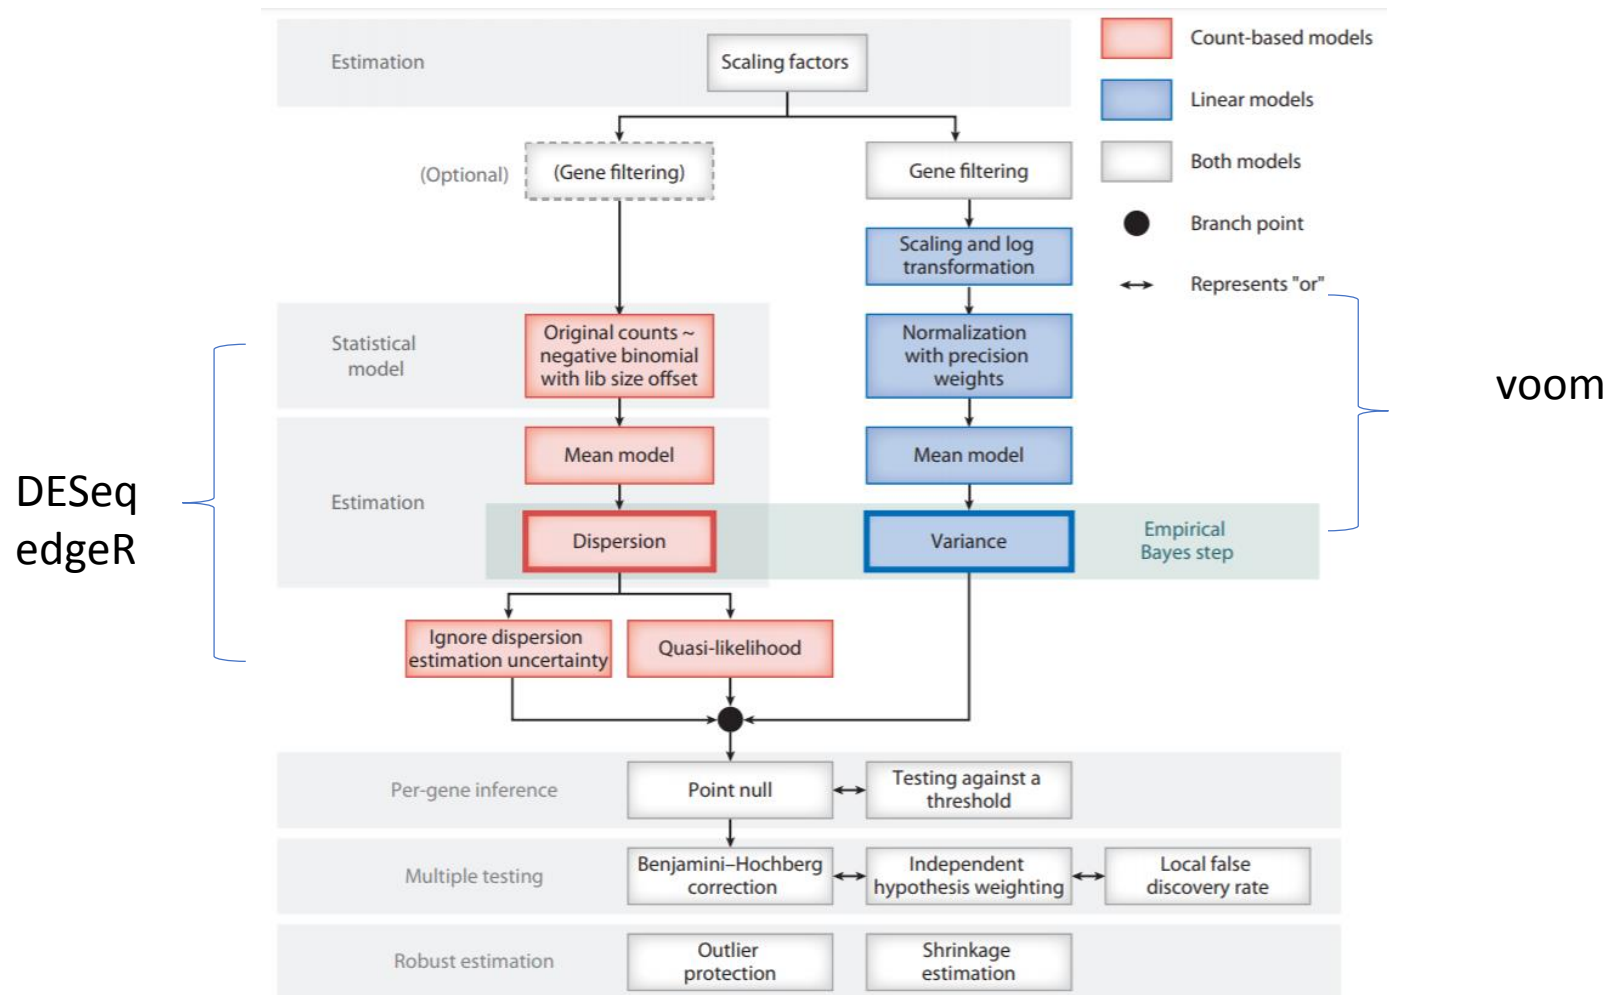 Estimation
Scaling factors
Count-based models
Linear models
Both models
Branch point
Represents "or"
(Optional)
(Gene filtering)
Gene filtering
Scaling and log
transformation
Statistical
model
Original counts ~
negative binomial
with lib size offset
Normalization
with precision
weights
voom
Mean model
Mean model
DESeq
edgeR
Estimation
Dispersion
Variance
Empirical
Bayes step
Ignore dispersion
estimation uncertainty
Quasi-likelihood
Per-gene inference
Point null
Testing against a
threshold
Multiple testing
Benjamini–Hochberg
correction
Independent
hypothesis weighting
Local false
discovery rate
Robust estimation
Outlier
protection
Shrinkage
estimation